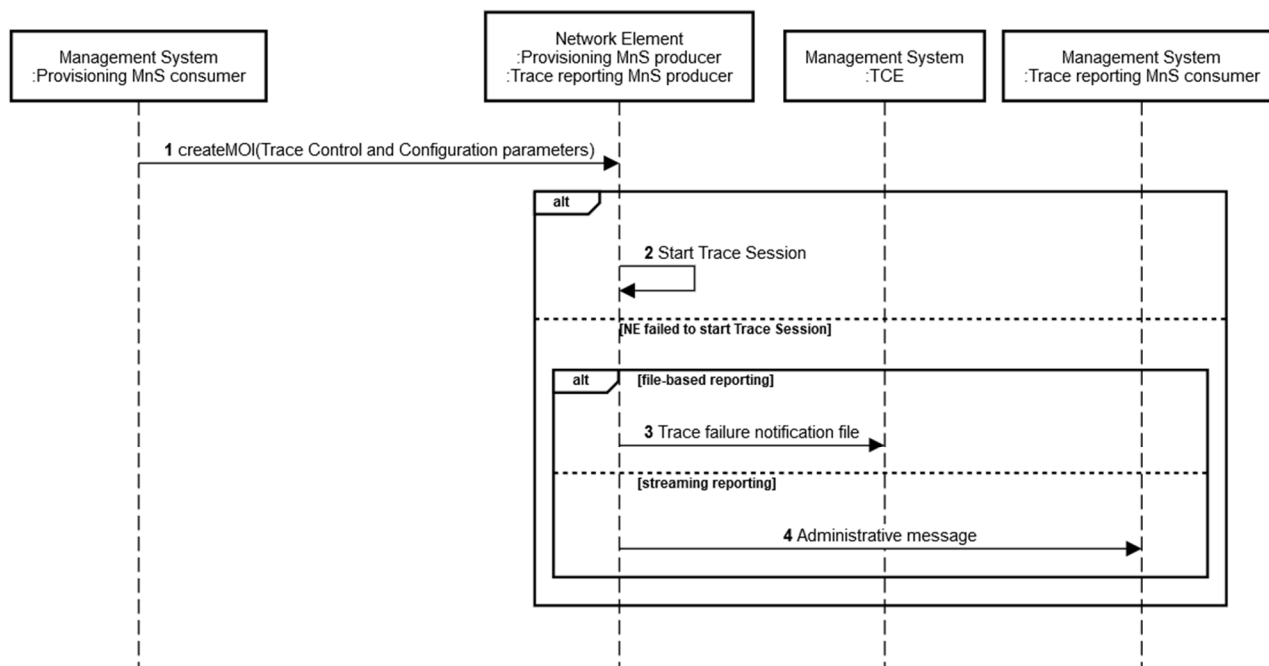 Management System
:Provisioning MnS consumer
Network Element
:Provisioning MnS producer
:Trace reporting MnS producer
Management System
:TCE
Management System
:Trace reporting MnS consumer
1 createMOI(Trace Control and Configuration parameters)
alt
2 Start Trace Session
[NE failed to start Trace Session]
alt
[file-based reporting]
3 Trace failure notification file
[streaming reporting]
4 Administrative message